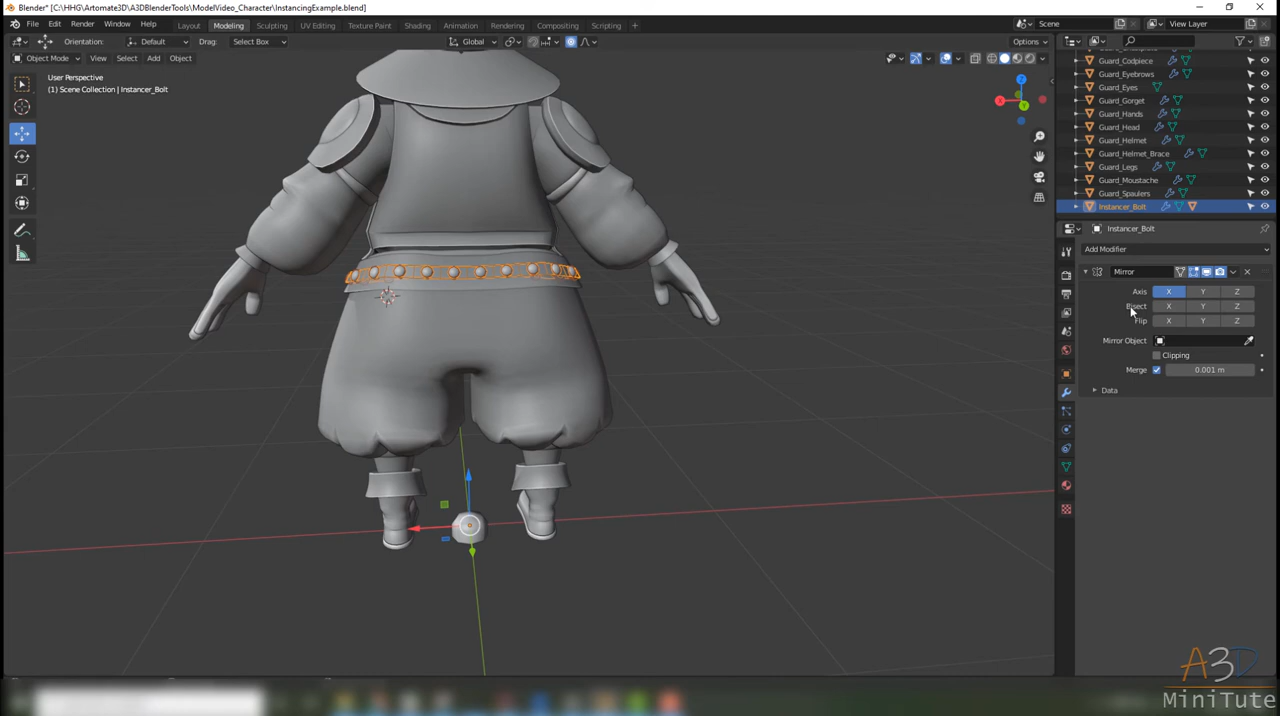 Blender* [C:\HHG\Artomate3D\A3DBlenderTools\ModelVideo_Character\InstancingExample.blend]
File Edit Render Window Help Layout Modeling Sculpting UV Editing Texture Paint Shading Animation Rendering Compositing Scripting + Scene View Layer
Orientation: Default Drag: Select Box Global Options
Object Mode View Select Add Object
User Perspective
(1) Scene Collection | Instancer_Bolt
X
Y
Z
Guard_Codpiece
Guard_Eyebrows
Guard_Eyes
Guard_Gorget
Guard_Hands
Guard_Head
Guard_Helmet
Guard_Helmet_Brace
Guard_Legs
Guard_Moustache
Guard_Spaulers
Instancer_Bolt
Instancer_Bolt
Add Modifier
Mirror
Axis X Y Z
Bisect X Y Z
Flip X Y Z
Mirror Object
Clipping
Merge 0.001 m
Data
A3D
MiniTute